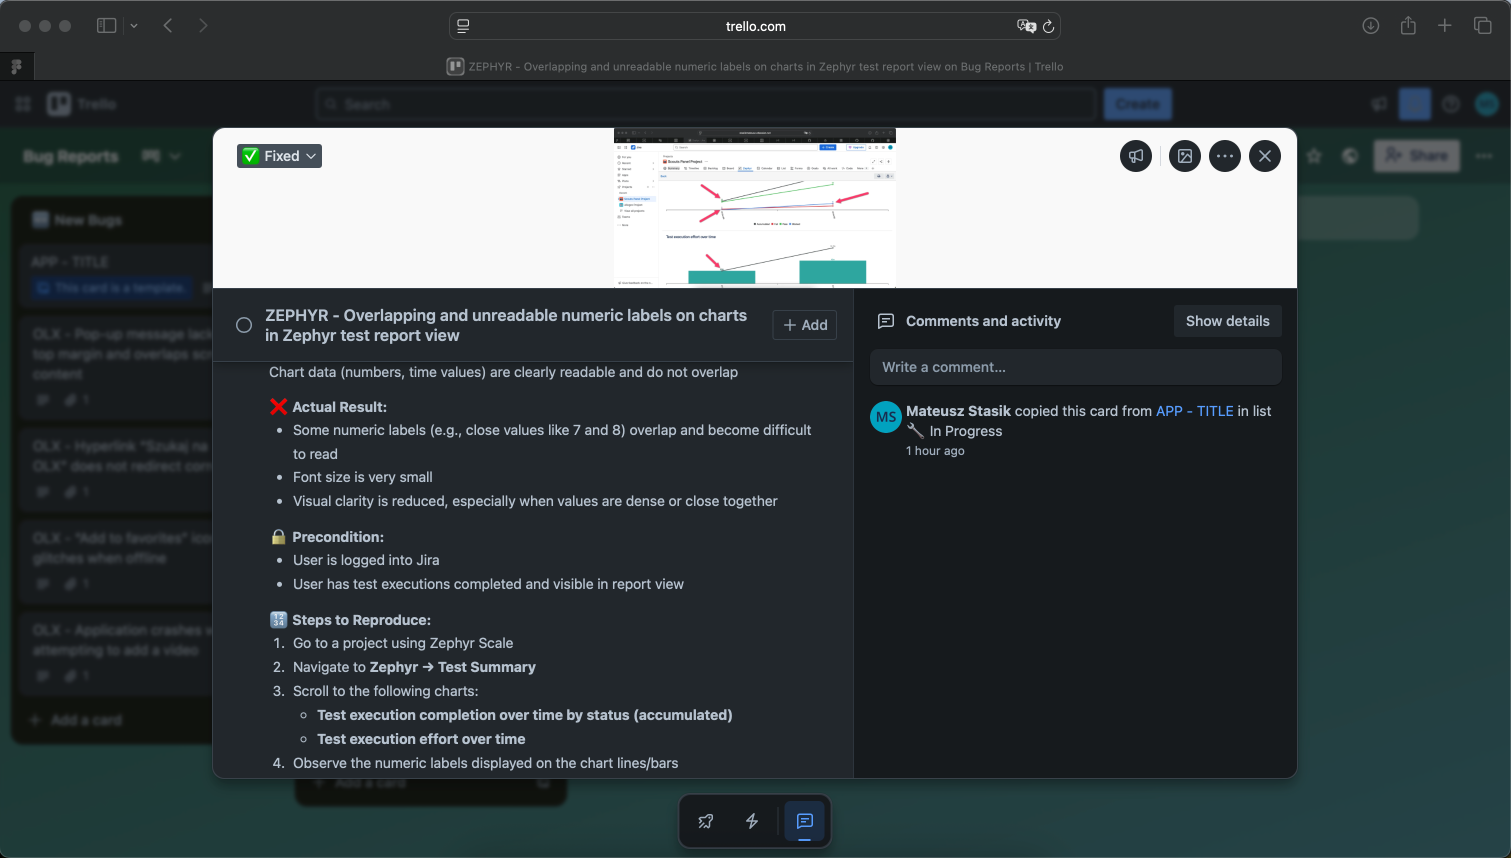 trello.com
ZEPHYR - Overlapping and unreadable numeric labels on charts in Zephyr test report view on Bug Reports | Trello
Trello
Search
Create
Bug Reports
Share
Fixed
New Bugs
APP - TITLE
This card is a template.
OLX - Pop-up message lack
top margin and overlaps scr
content
1
OLX - Hyperlink "Szukaj na
OLX" does not redirect corr
1
OLX - "Add to favorites" ico
glitches when offline
1
OLX - Application crashes w
attempting to add a video
1
+ Add a card
Add a card
Test execution effort over time
ZEPHYR - Overlapping and unreadable numeric labels on charts
in Zephyr test report view
+ Add
Chart data (numbers, time values) are clearly readable and do not overlap
❌ Actual Result:
• Some numeric labels (e.g., close values like 7 and 8) overlap and become difficult
to read
• Font size is very small
• Visual clarity is reduced, especially when values are dense or close together
🔒 Precondition:
• User is logged into Jira
• User has test executions completed and visible in report view
🔢 Steps to Reproduce:
1. Go to a project using Zephyr Scale
2. Navigate to Zephyr → Test Summary
3. Scroll to the following charts:
◦ Test execution completion over time by status (accumulated)
◦ Test execution effort over time
4. Observe the numeric labels displayed on the chart lines/bars
Comments and activity
Show details
Write a comment...
MS
Mateusz Stasik copied this card from APP - TITLE in list
🔧 In Progress
1 hour ago